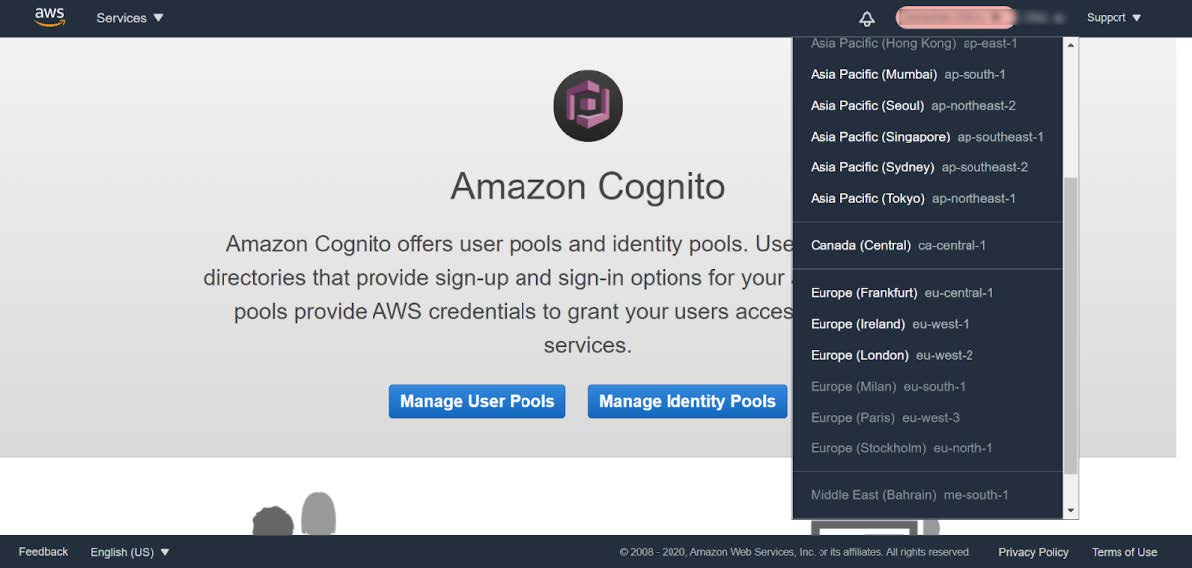 aws
Services
Support
Asia Pacific (Hong Kong) ap-east-1
Asia Pacific (Mumbai) ap-south-1
Asia Pacific (Seoul) ap-northeast-2
Asia Pacific (Singapore) ap-southeast-1
Asia Pacific (Sydney) ap-southeast-2
Asia Pacific (Tokyo) ap-northeast-1
Canada (Central) ca-central-1
Europe (Frankfurt) eu-central-1
Europe (Ireland) eu-west-1
Europe (London) eu-west-2
Europe (Milan) eu-south-1
Europe (Paris) eu-west-3
Europe (Stockholm) eu-north-1
Middle East (Bahrain) me-south-1
Amazon Cognito
Amazon Cognito offers user pools and identity pools. Use
directories that provide sign-up and sign-in options for your
pools provide AWS credentials to grant your users acces
services.
Manage User Pools
Manage Identity Pools
Feedback
English (US)
© 2008 - 2020, Amazon Web Services, Inc. or its affiliates. All rights reserved.
Privacy Policy
Terms of Use